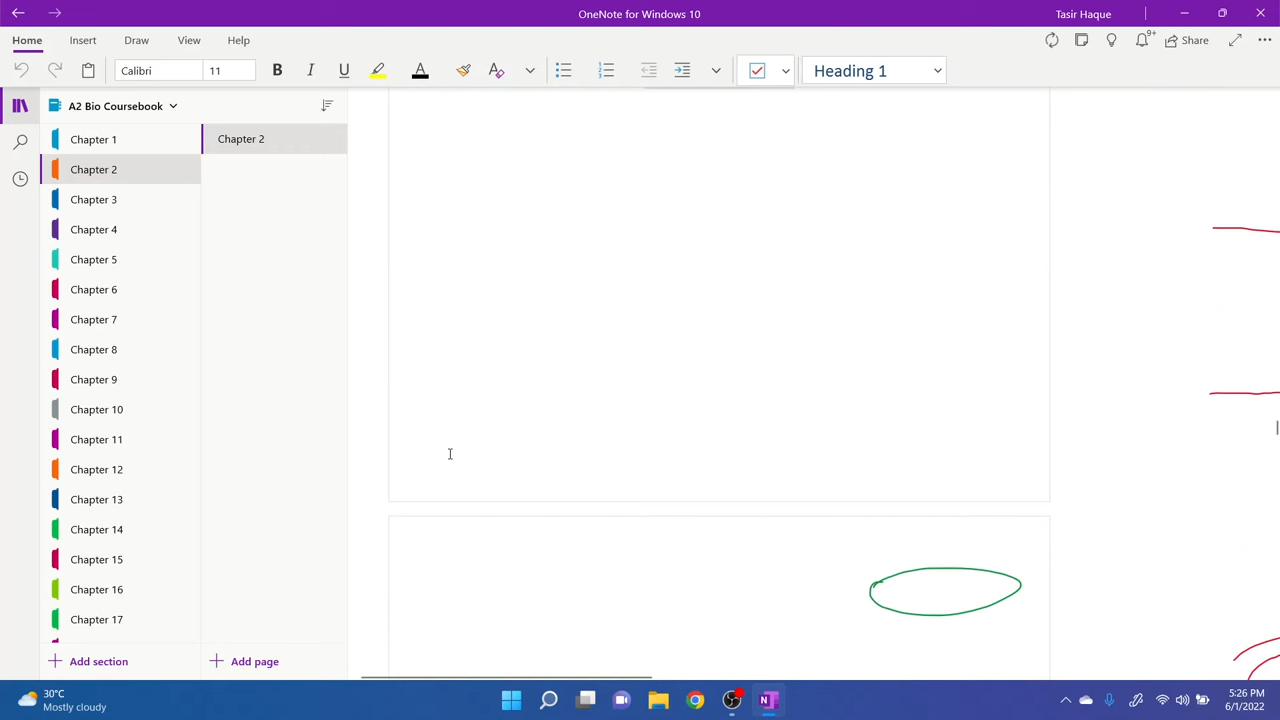 OneNote for Windows 10
Tasir Haque
Home
Insert
Draw
View
Help
9+
Share
Calibri
11
B
I
U
A
A
Heading 1
A2 Bio Coursebook
Chapter 1
Chapter 2
Chapter 3
Chapter 4
Chapter 5
Chapter 6
Chapter 7
Chapter 8
Chapter 9
Chapter 10
Chapter 11
Chapter 12
Chapter 13
Chapter 14
Chapter 15
Chapter 16
Chapter 17
Add section
Chapter 2
Add page
30°C
Mostly cloudy
N
5:26 PM
6/1/2022